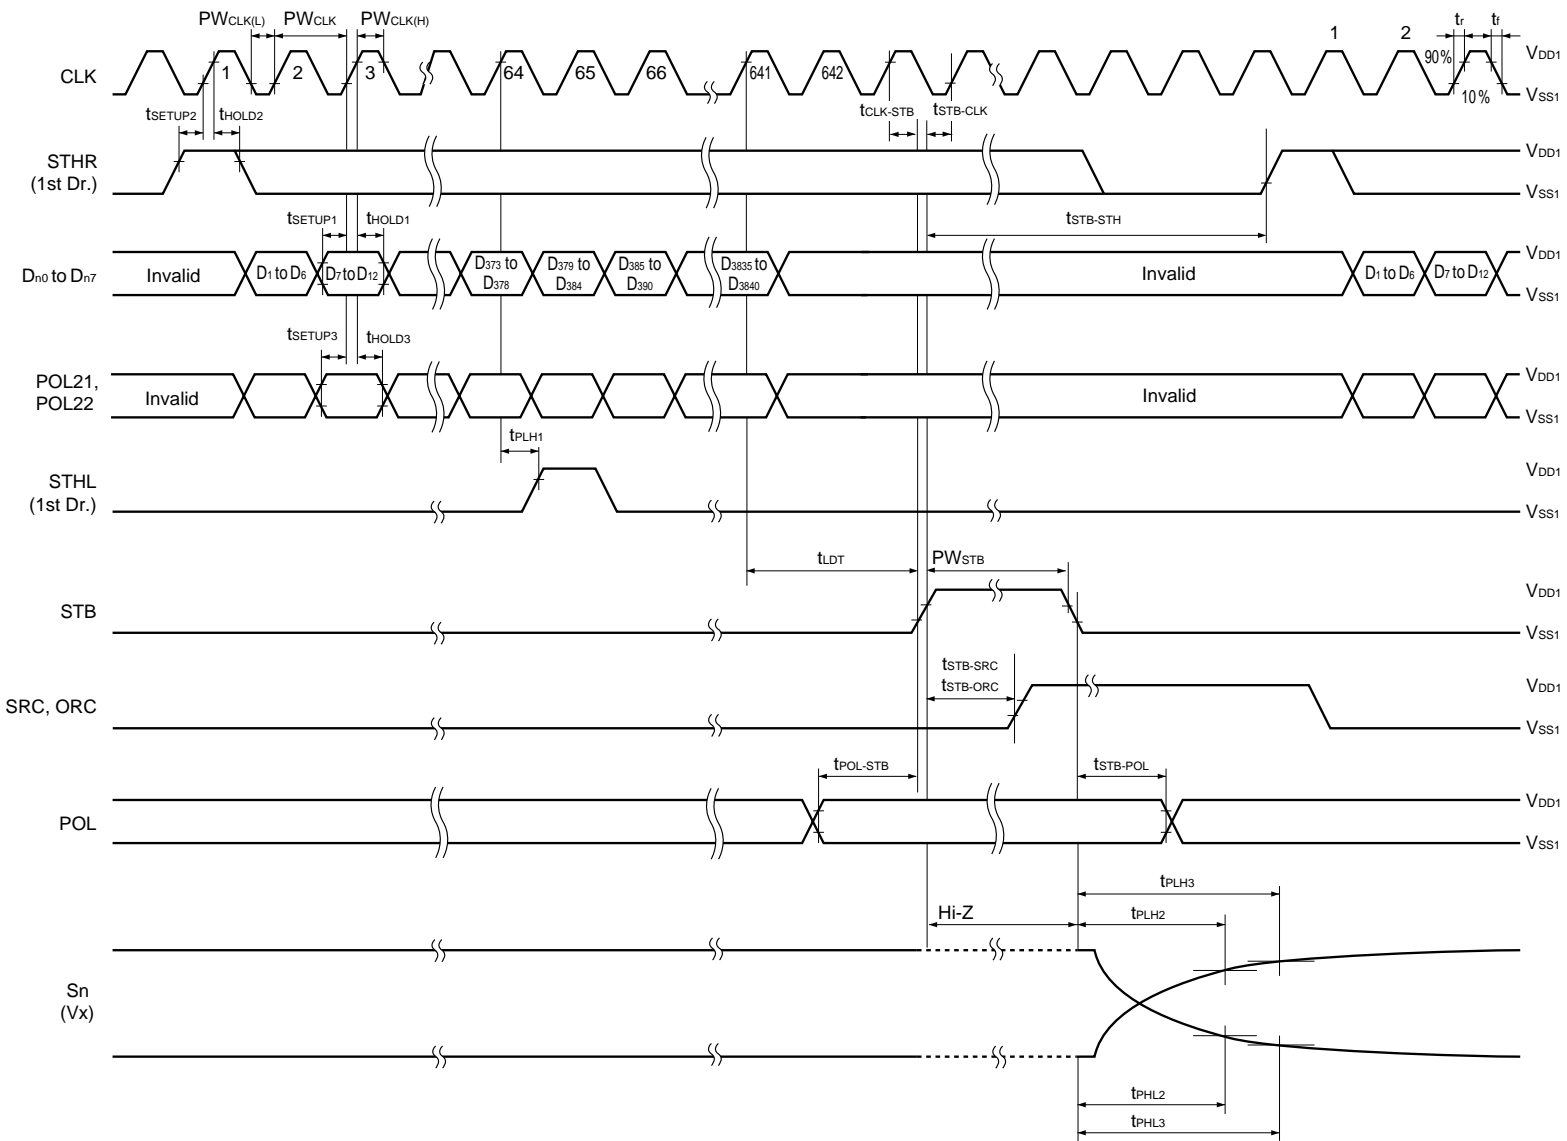 PWCLK(L) PWCLK PWCLK(H) 1 2 tr tf
CLK 1 2 3 64 65 66 641 642 90% 10% VDD1 VSS1
tSETUP2 tHOLD2 tCLK-STB tSTB-CLK
STHR
(1st Dr.) VDD1 VSS1
tSETUP1 tHOLD1 tSTB-STH
Dn0 to Dn7 Invalid D1 to D6 D7 to D12 D373 to D378 D379 to D384 D385 to D390 D3835 to D3840 Invalid D1 to D6 D7 to D12 VDD1 VSS1
tSETUP3 tHOLD3
POL21,
POL22 Invalid Invalid VDD1 VSS1
tPLH1
STHL
(1st Dr.) VDD1 VSS1
tLDT PWSTB
STB VDD1 VSS1
tSTB-SRC
tSTB-ORC
SRC, ORC VDD1 VSS1
tPOL-STB tSTB-POL
POL VDD1 VSS1
tPLH3
Hi-Z tPLH2
Sn
(Vx)
tPHL2
tPHL3